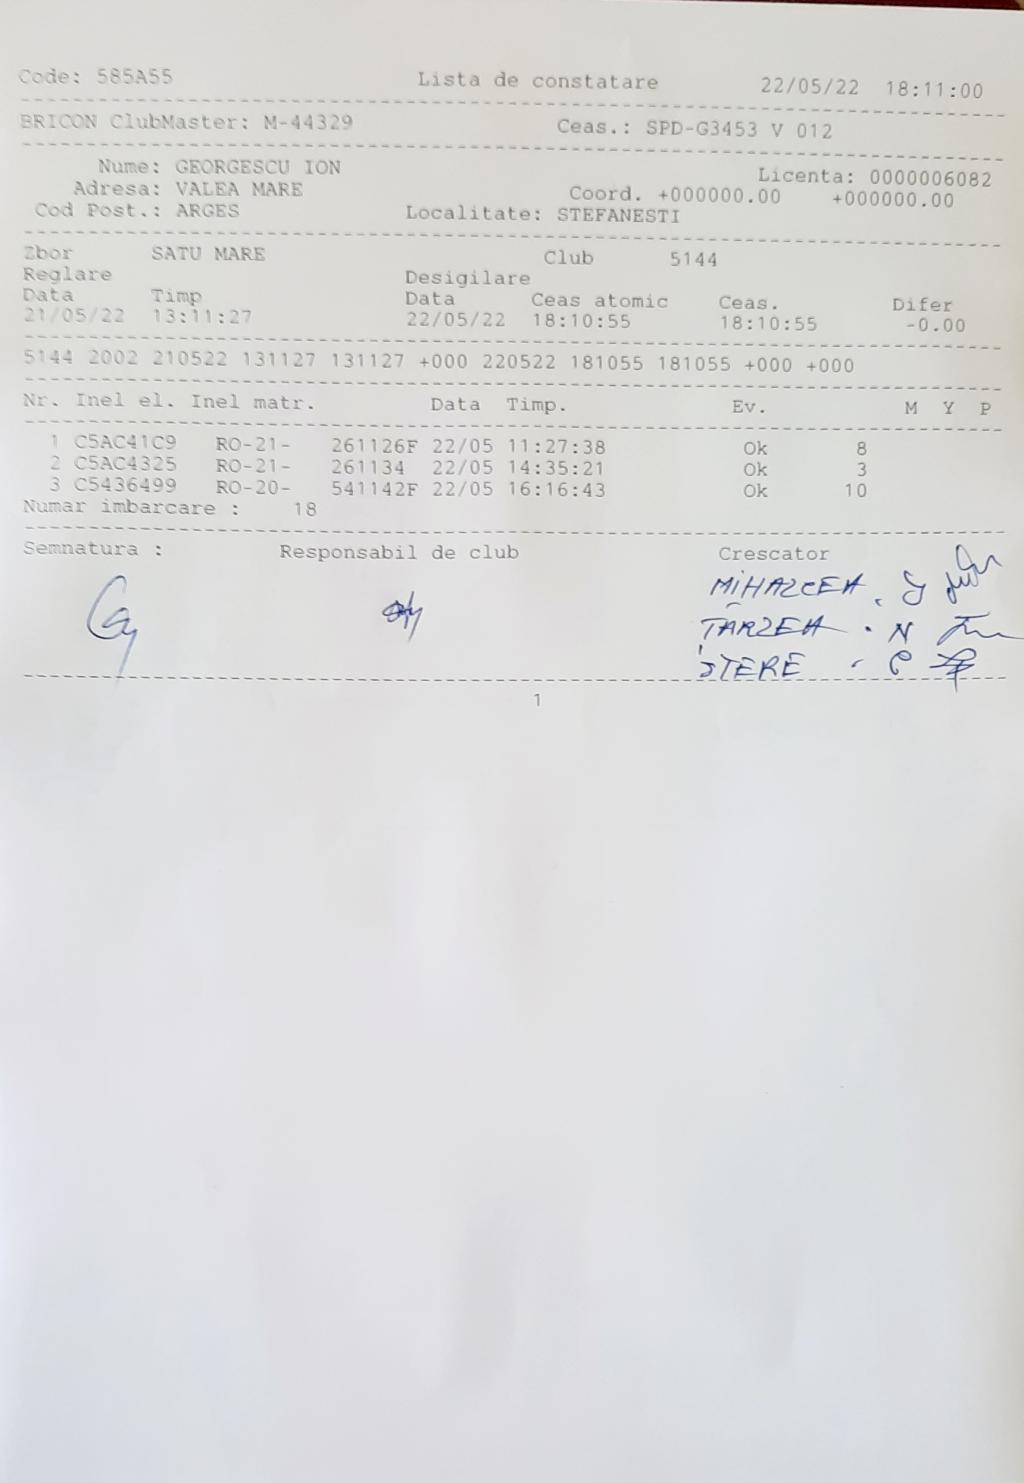 Code: 585A55 Lista de constatare 22/05/22 18:11:00
BRICON ClubMaster: M-44329 Ceas.: SPD-G3453 V 012
Nume: GEORGESCU ION Licenta: 0000006082
Adresa: VALEA MARE Coord. +000000.00 +000000.00
Cod Post.: ARGES Localitate: STEFANESTI
Zbor SATU MARE Club 5144
Reglare Desigilare
Data Timp Data Ceas atomic Ceas. Difer
21/05/22 13:11:27 22/05/22 18:10:55 18:10:55 -0.00
5144 2002 210522 131127 131127 +000 220522 181055 181055 +000 +000
Nr. Inel el. Inel matr. Data Timp. Ev. M Y P
1 C5AC41C9 RO-21- 261126F 22/05 11:27:38 Ok 8
2 C5AC4325 RO-21- 261134 22/05 14:35:21 Ok 3
3 C5436499 RO-20- 541142F 22/05 16:16:43 Ok 10
Numar imbarcare : 18
Semnatura : Responsabil de club Crescator
MIHALCEA
TARZEA . N
STERE . C
1